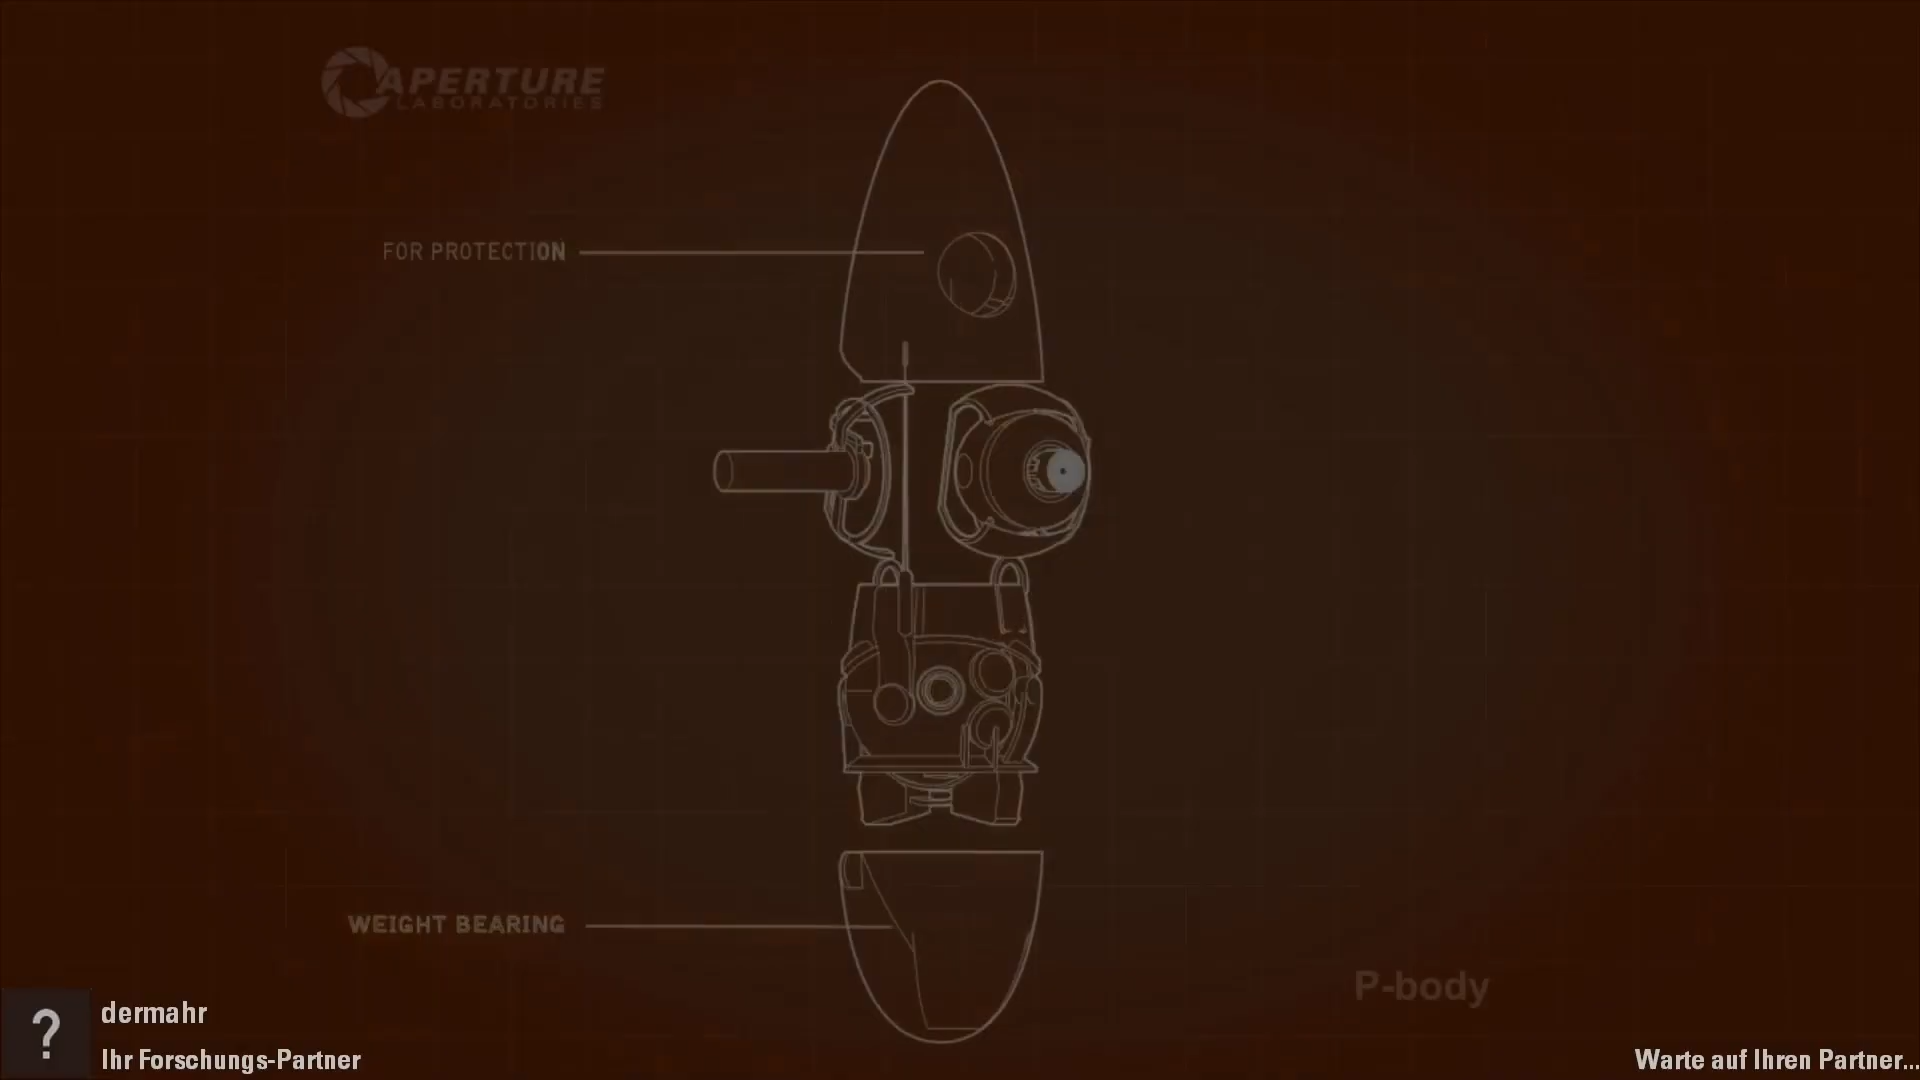 APERTURE
LABORATORIES
FOR PROTECTION
WEIGHT BEARING
P-body
?
dermahr
Ihr Forschungs-Partner
Warte auf Ihren Partner...